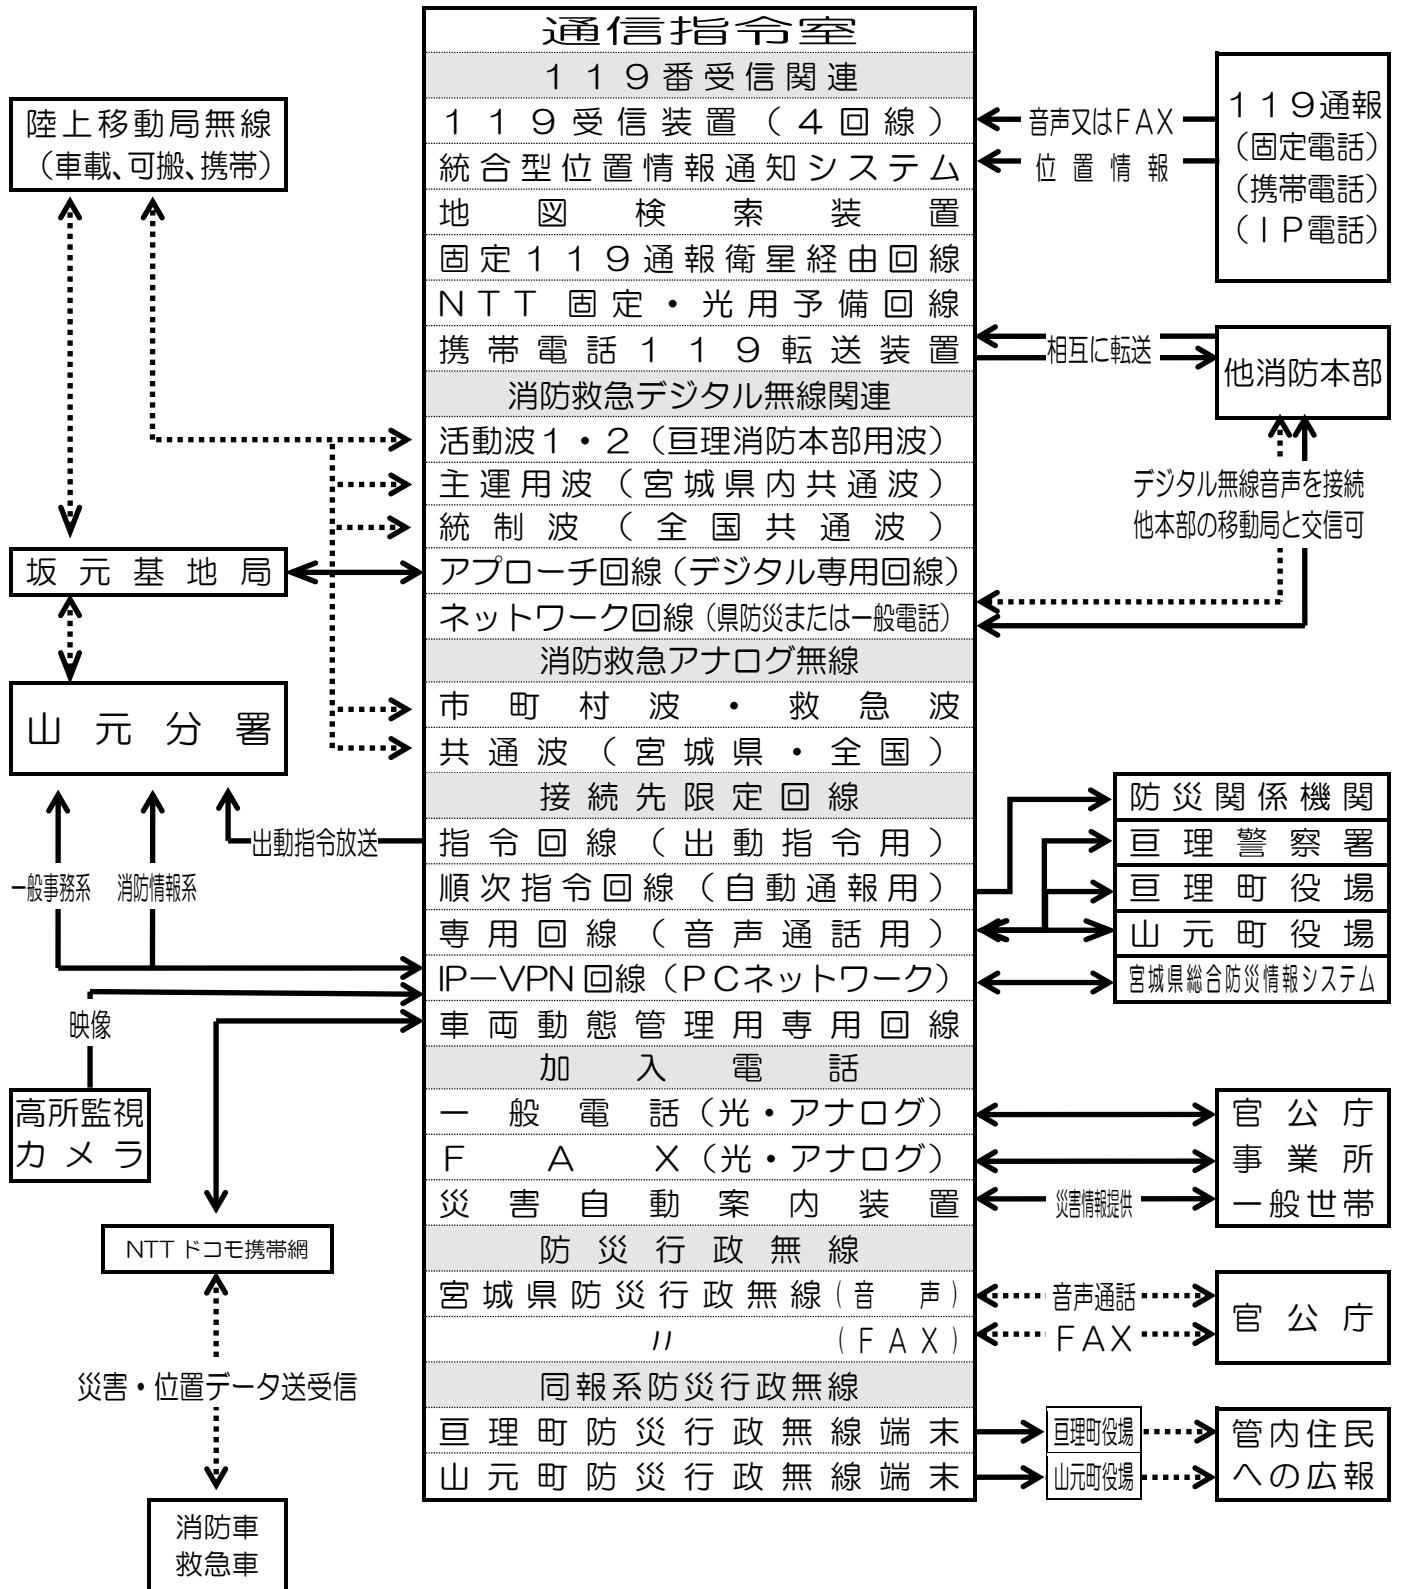 通信指令室
119番受信関連
119受信装置（4回線）
統合型位置情報通知システム
地図検索装置
固定119通報衛星経由回線
NTT 固定・光用予備回線
携帯電話119転送装置
消防救急デジタル無線関連
活動波1・2（亘理消防本部用波）
主運用波（宮城県内共通波）
統制波（全国共通波）
アプローチ回線（デジタル専用回線）
ネットワーク回線（県防災または一般電話）
消防救急アナログ無線
市町村波・救急波
共通波（宮城県・全国）
接続先限定回線
指令回線（出動指令用）
順次指令回線（自動通報用）
専用回線（音声通話用）
IP－VPN回線（PCネットワーク）
車両動態管理用専用回線
加入電話
一般電話（光・アナログ）
FAX（光・アナログ）
災害自動案内装置
防災行政無線
宮城県防災行政無線（音　声）
〃　（FAX）
同報系防災行政無線
亘理町防災行政無線端末
山元町防災行政無線端末
陸上移動局無線
（車載、可搬、携帯）
坂元基地局
山元分署
出動指令放送
一般事務系
消防情報系
映像
高所監視
カメラ
NTTドコモ携帯網
災害・位置データ送受信
消防車
救急車
音声又はFAX
位置情報
119通報
（固定電話）
（携帯電話）
（IP電話）
相互に転送
他消防本部
デジタル無線音声を接続
他本部の移動局と交信可
防災関係機関
亘理警察署
亘理町役場
山元町役場
宮城県総合防災情報システム
官公庁
事業所
一般世帯
災害情報提供
音声通話
FAX
官公庁
亘理町役場
山元町役場
管内住民
への広報